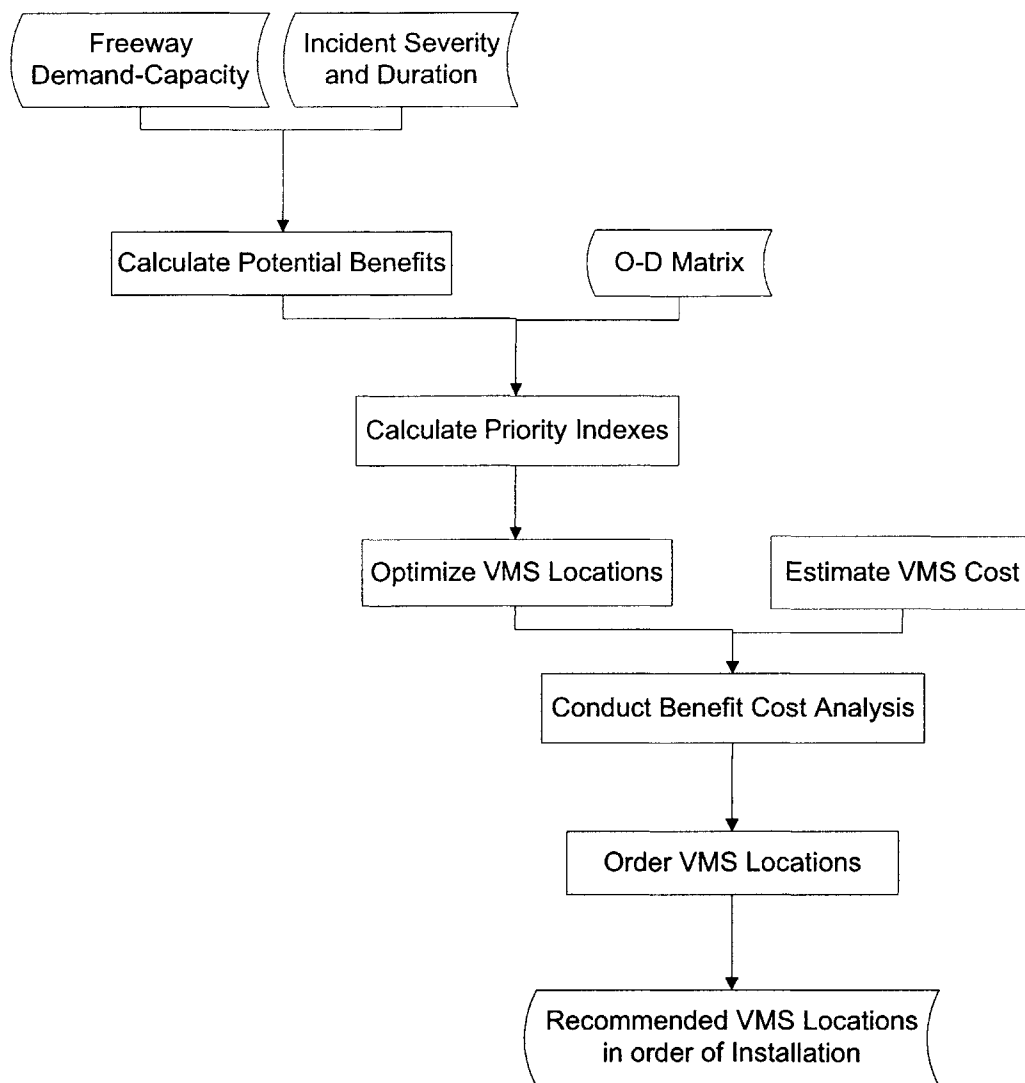 Freeway
Demand-Capacity
Incident Severity
and Duration
Calculate Potential Benefits
O-D Matrix
Calculate Priority Indexes
Optimize VMS Locations
Estimate VMS Cost
Conduct Benefit Cost Analysis
Order VMS Locations
Recommended VMS Locations
in order of Installation